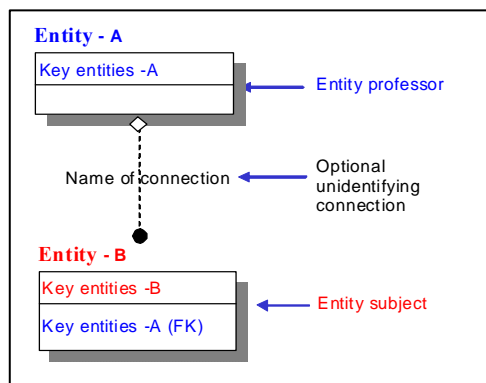 Entity - A
Key entities -A
Entity professor
Name of connection
Optional
unidentifying
connection
Entity - B
Key entities -B
Key entities -A (FK)
Entity subject